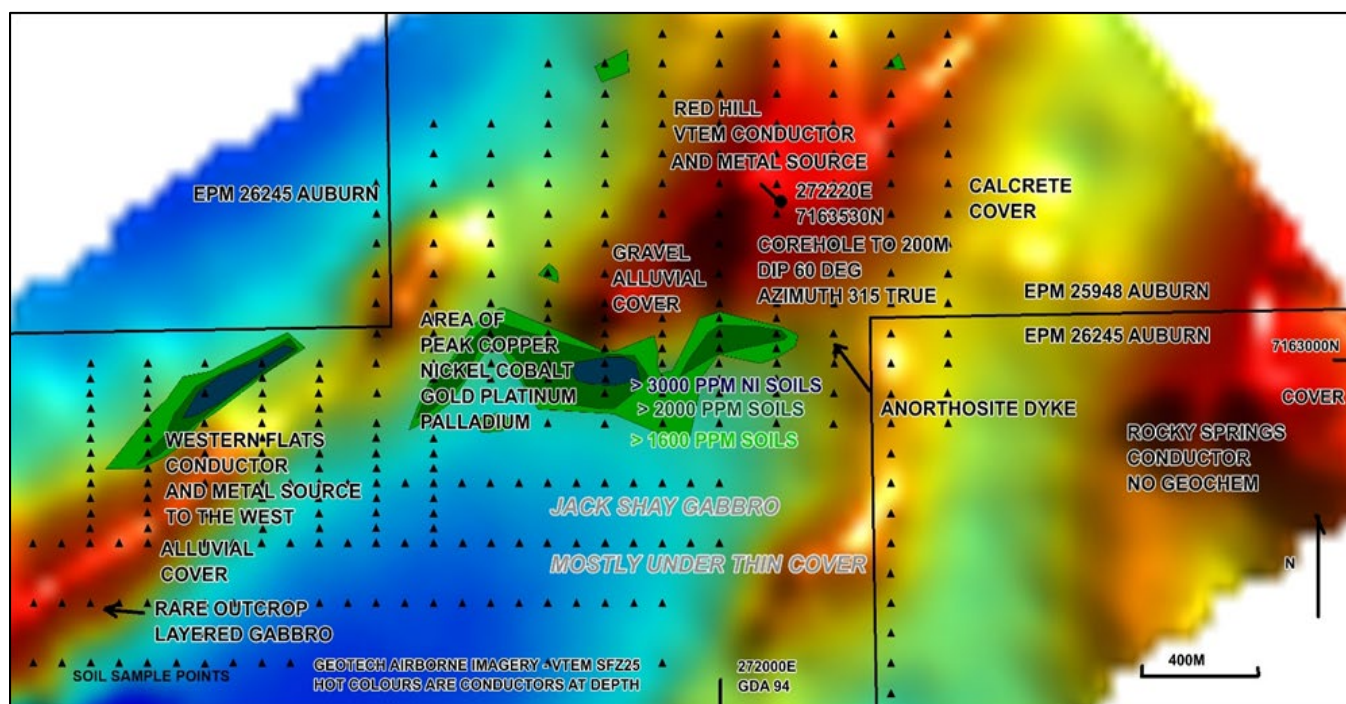 RED HILL
VTEM CONDUCTOR
AND METAL SOURCE
EPM 26245 AUBURN
272220E
7163530N
CALCRETE
COVER
GRAVEL
ALLUVIAL
COVER
COREHOLE TO 200M
DIP 60 DEG
AZIMUTH 315 TRUE
EPM 25948 AUBURN
EPM 26245 AUBURN
AREA OF
PEAK COPPER
NICKEL COBALT
GOLD PLATINUM
PALLADIUM
7163000N
> 3000 PPM NI SOILS
> 2000 PPM SOILS
> 1600 PPM SOILS
ANORTHOSITE DYKE
COVER
WESTERN FLATS
CONDUCTOR
AND METAL SOURCE
TO THE WEST
ROCKY SPRINGS
CONDUCTOR
NO GEOCHEM
JACK SHAY GABBRO
MOSTLY UNDER THIN COVER
ALLUVIAL
COVER
N
RARE OUTCROP
LAYERED GABBRO
SOIL SAMPLE POINTS
GEOTECH AIRBORNE IMAGERY -VTEM SFZ25
HOT COLOURS ARE CONDUCTORS AT DEPTH
272000E
GDA 94
400M